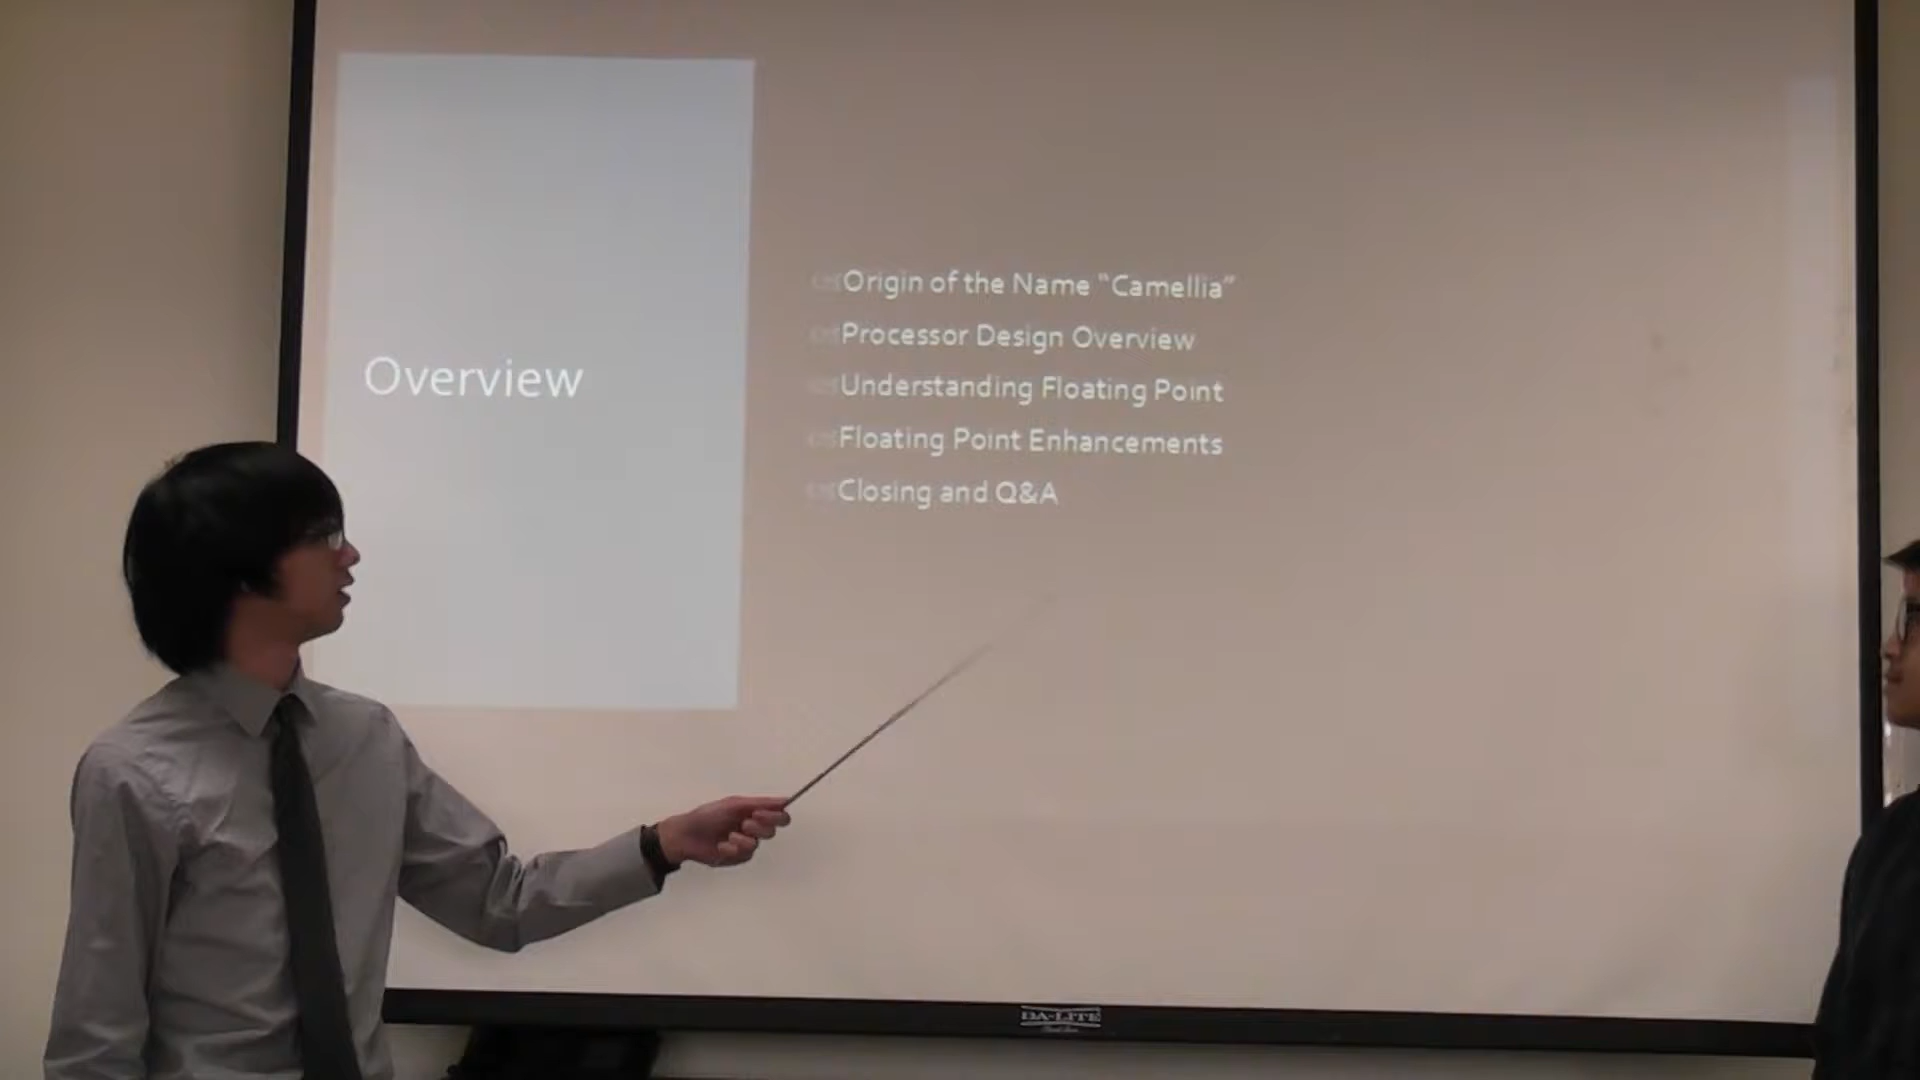 Overview
Origin of the Name "Camellia"
Processor Design Overview
Understanding Floating Point
Floating Point Enhancements
Closing and Q&A
DA-LITE